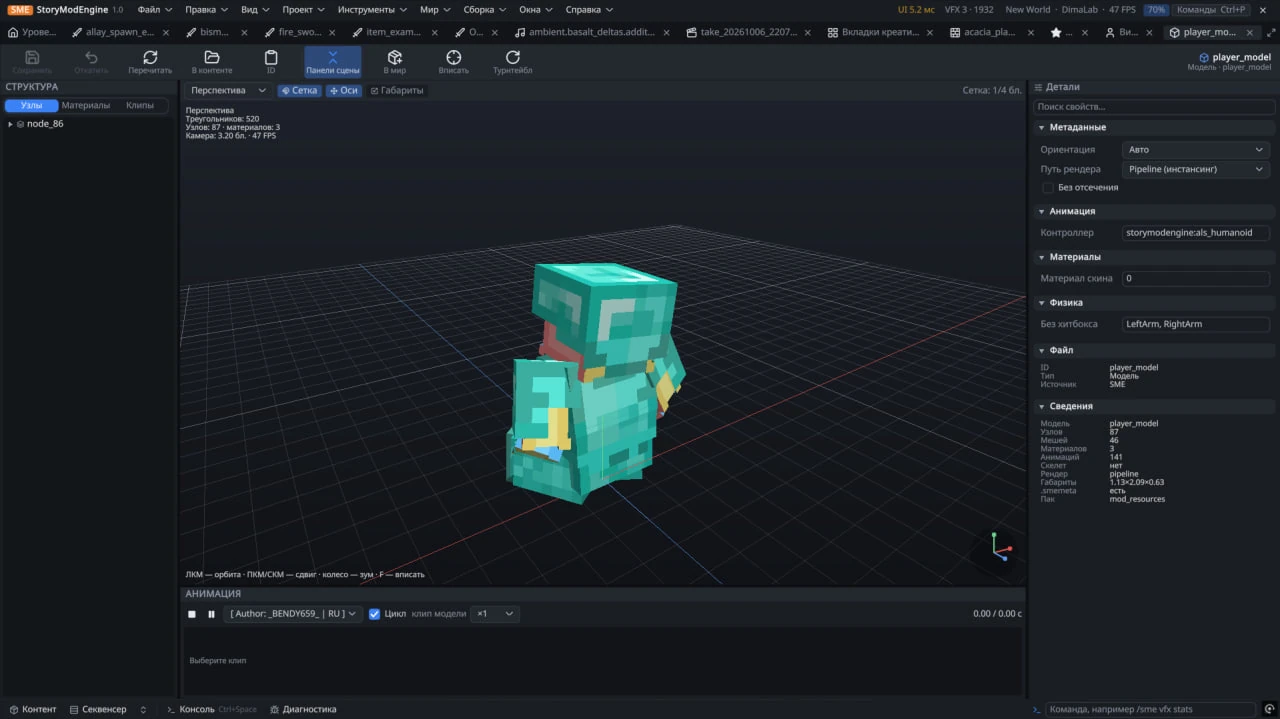 SME StoryModEngine 1.0 Файл Правка Вид Проект Инструменты Мир Сборка Окна Справка UI 5.2 мс VFX 3 · 1932 New World · DimaLab · 47 FPS 70% Команды Ctrl+P
Урове... allay_spawn_e... bism... fire_swo... item_exam... O... ambient.basalt_deltas.addit... take_20261006_2207... Вкладки креати... acacia_pla... ... Ви... player_mo...
Сохранить Откатить Перечитать В контенте ID Панели сцены В мир Вписать Турнтейбл
player_model
Модель · player_model
СТРУКТУРА
Узлы Материалы Клипы
node_86
Перспектива Сетка Оси Габариты Сетка: 1/4 бл.
Перспектива
Треугольников: 520
Узлов: 87 · материалов: 3
Камера: 3.20 бл. · 47 FPS
ЛКМ — орбита · ПКМ/СКМ — сдвиг · колесо — зум · F — вписать
АНИМАЦИЯ
[ Author: _BENDY659_ | RU ] Цикл клип модели ×1 0.00 / 0.00 с
Выберите клип
Детали
Поиск свойств...
Метаданные
Ориентация Авто
Путь рендера Pipeline (инстансинг)
Без отсечения
Анимация
Контроллер storymodengine:als_humanoid
Материалы
Материал скина 0
Физика
Без хитбокса LeftArm, RightArm
Файл
ID player_model
Тип Модель
Источник SME
Сведения
Модель player_model
Узлов 87
Мешей 46
Материалов 3
Анимаций 141
Скелет нет
Рендер pipeline
Габариты 1.13×2.09×0.63
.smemeta есть
Пак mod_resources
Контент Секвенсер Консоль Ctrl+Space Диагностика Команда, например /sme vfx stats